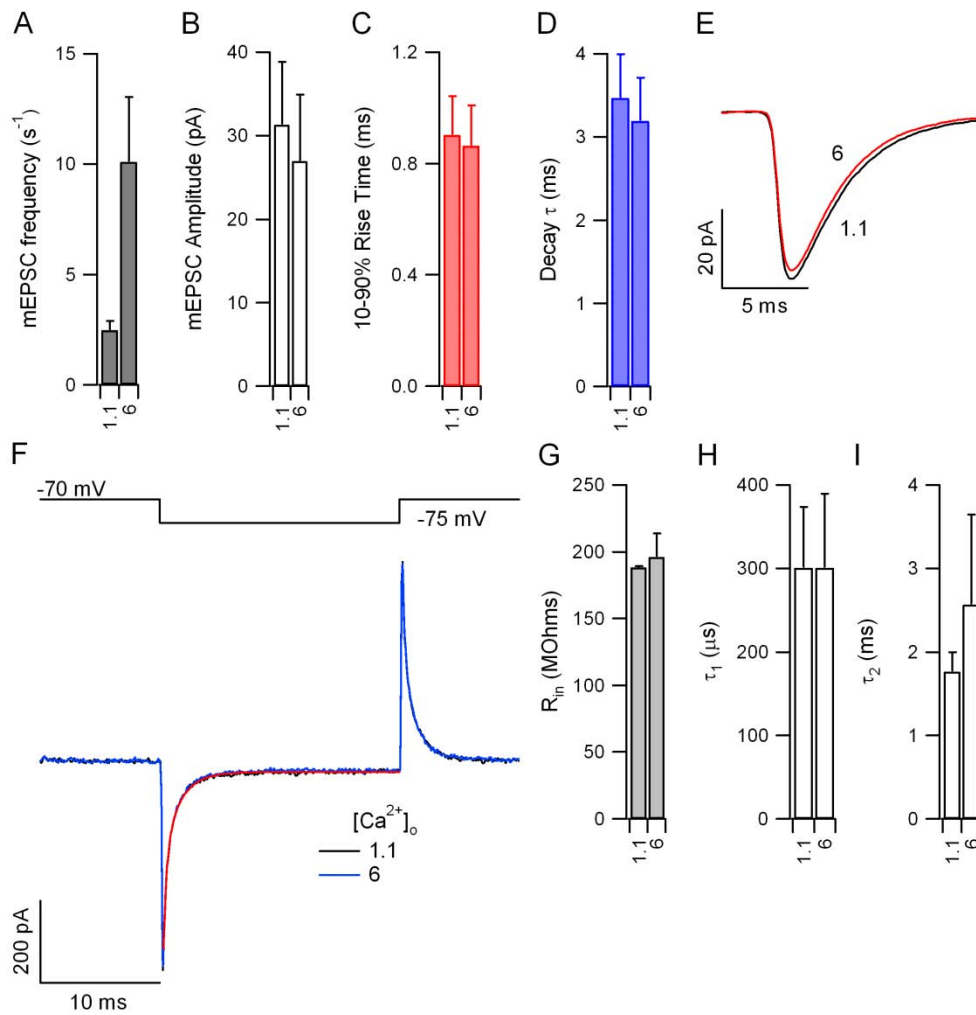 A
mEPSC frequency (s⁻¹)
15
10
5
0
1.1
6
B
mEPSC Amplitude (pA)
40
30
20
10
0
1.1
6
C
10-90% Rise Time (ms)
1.2
0.8
0.4
0.0
1.1
6
D
Decay τ (ms)
4
3
2
1
0
1.1
6
E
6
1.1
20 pA
5 ms
F
-70 mV
-75 mV
[Ca²⁺]ₒ
1.1
6
200 pA
10 ms
G
R_in (MOhms)
250
200
150
100
50
0
1.1
6
H
τ₁ (μs)
400
300
200
100
0
1.1
6
I
τ₂ (ms)
4
3
2
1
0
1.1
6